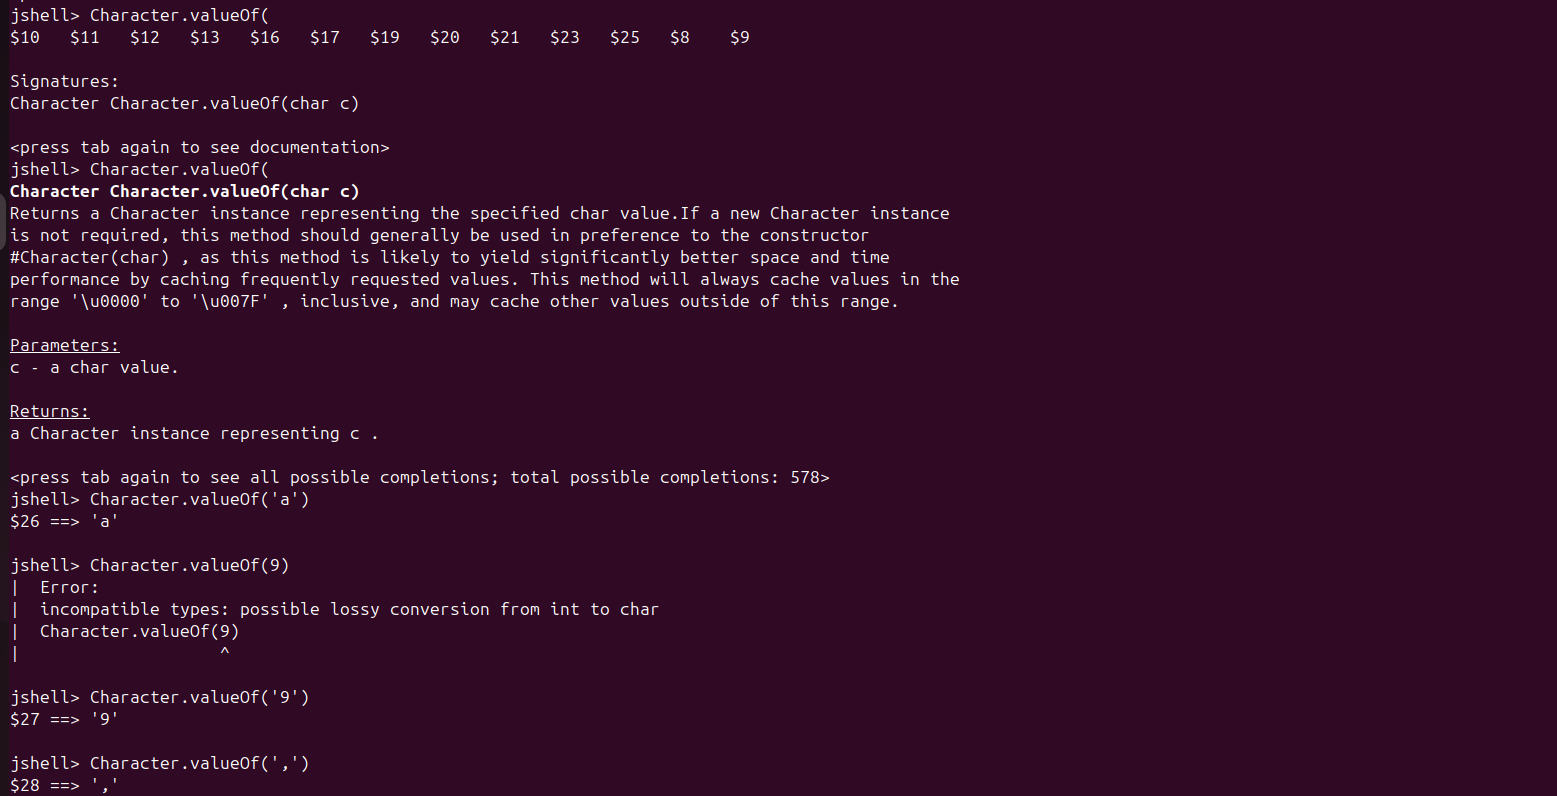 jshell> Character.valueOf(
$10   $11   $12   $13   $16   $17   $19   $20   $21   $23   $25   $8    $9
Signatures:
Character Character.valueOf(char c)
<press tab again to see documentation>
jshell> Character.valueOf(
Character Character.valueOf(char c)
Returns a Character instance representing the specified char value.If a new Character instance
is not required, this method should generally be used in preference to the constructor
#Character(char) , as this method is likely to yield significantly better space and time
performance by caching frequently requested values. This method will always cache values in the
range '\u0000' to '\u007F' , inclusive, and may cache other values outside of this range.
Parameters:
c - a char value.
Returns:
a Character instance representing c .
<press tab again to see all possible completions; total possible completions: 578>
jshell> Character.valueOf('a')
$26 ==> 'a'
jshell> Character.valueOf(9)
|  Error:
|  incompatible types: possible lossy conversion from int to char
|  Character.valueOf(9)
|                    ^
jshell> Character.valueOf('9')
$27 ==> '9'
jshell> Character.valueOf(',')
$28 ==> ','